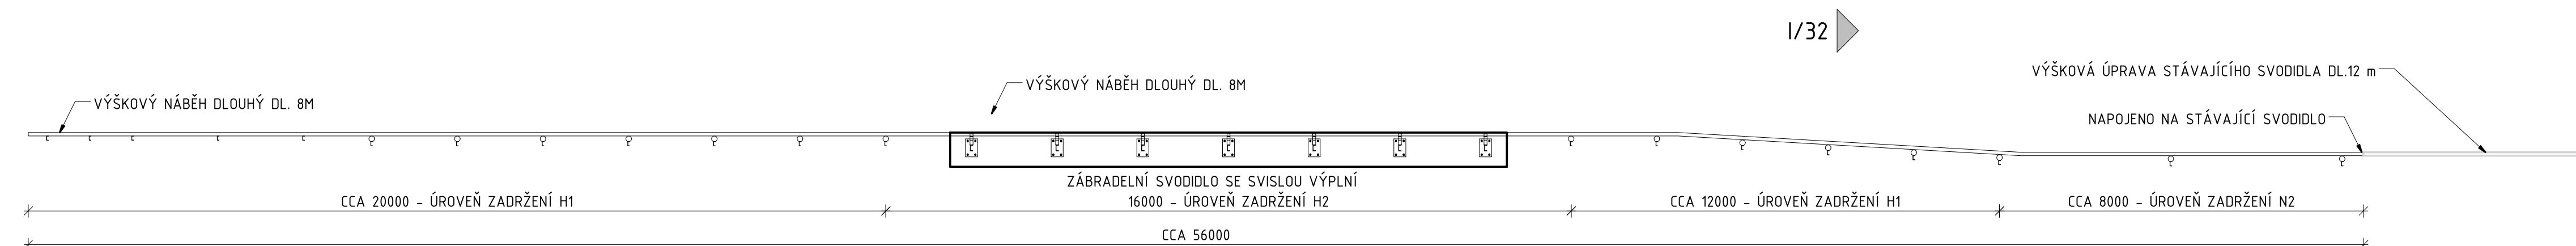 I/32
VÝŠKOVÁ ÚPRAVA STÁVAJÍCÍHO SVODIDLA DL.12 m
VÝŠKOVÝ NÁBĚH DLOUHÝ DL. 8M
VÝŠKOVÝ NÁBĚH DLOUHÝ DL. 8M
NAPOJENO NA STÁVAJÍCÍ SVODIDLO
ZÁBRADELNÍ SVODIDLO SE SVISLOU VÝPLNÍ
CCA 20000 - ÚROVEŇ ZADRŽENÍ H1
16000 - ÚROVEŇ ZADRŽENÍ H2
CCA 12000 - ÚROVEŇ ZADRŽENÍ H1
CCA 8000 - ÚROVEŇ ZADRŽENÍ N2
CCA 56000